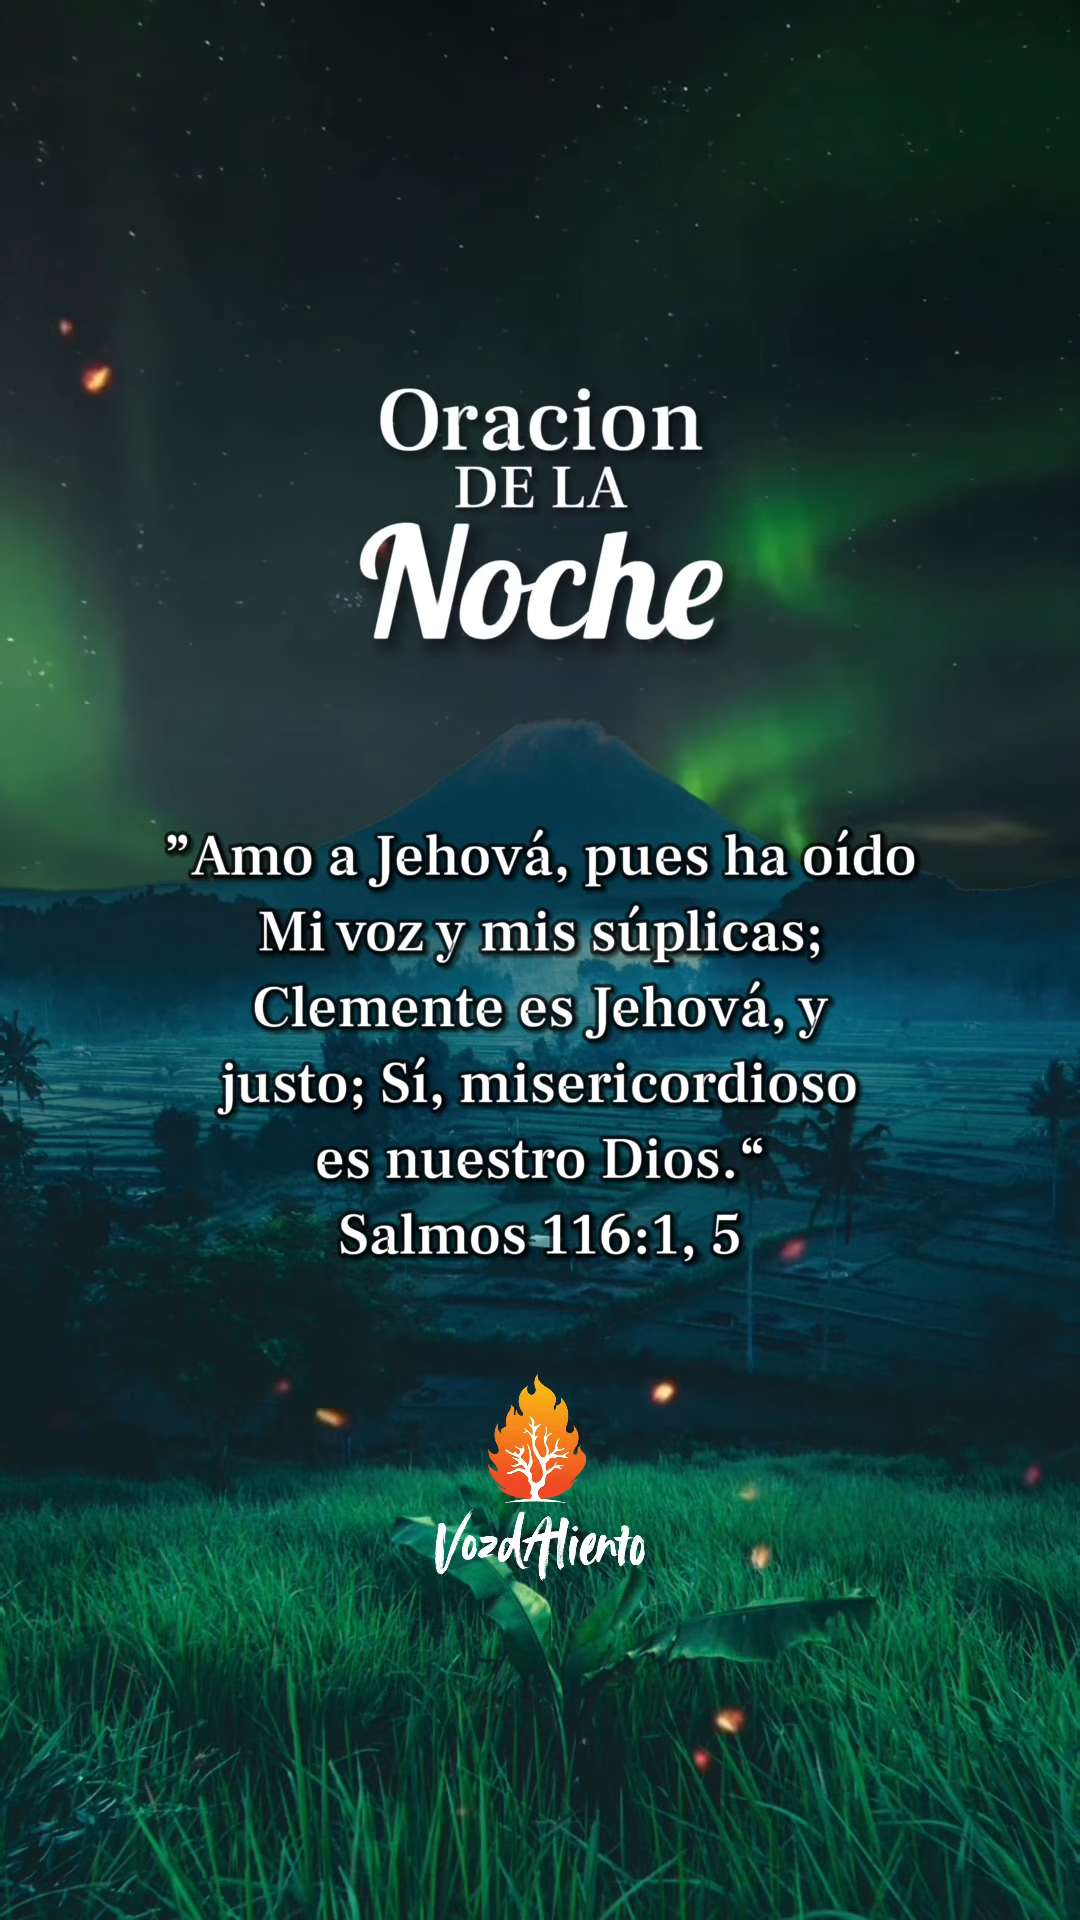 Oracion
DE LA
Noche
”Amo a Jehová, pues ha oído
Mi voz y mis súplicas;
Clemente es Jehová, y
justo; Sí, misericordioso
es nuestro Dios.“
Salmos 116:1, 5
VozdAliento